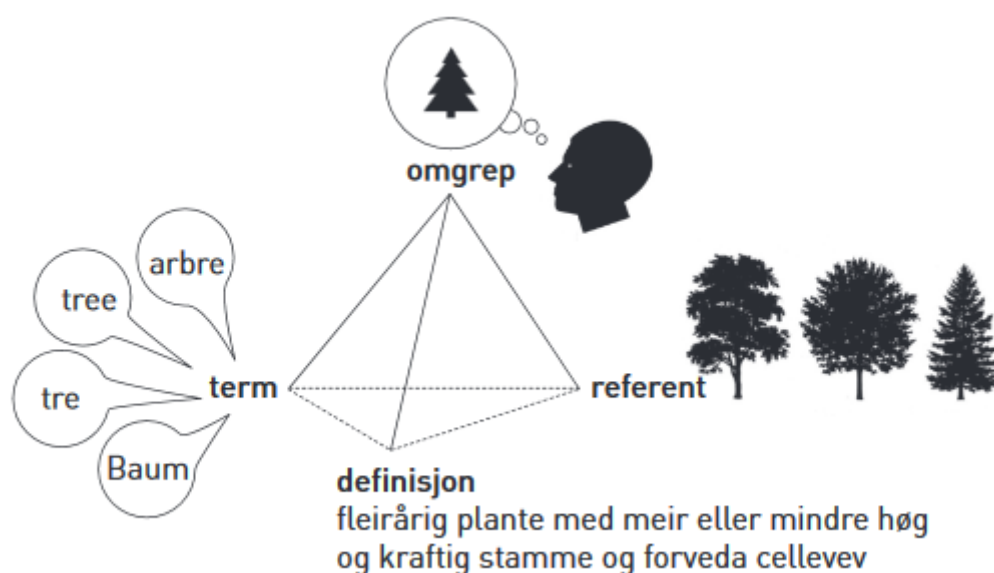 omgrep
arbre
tree
tre
Baum
term
referent
definisjon
fleirårig plante med meir eller mindre høg
og kraftig stamme og forveda cellevev